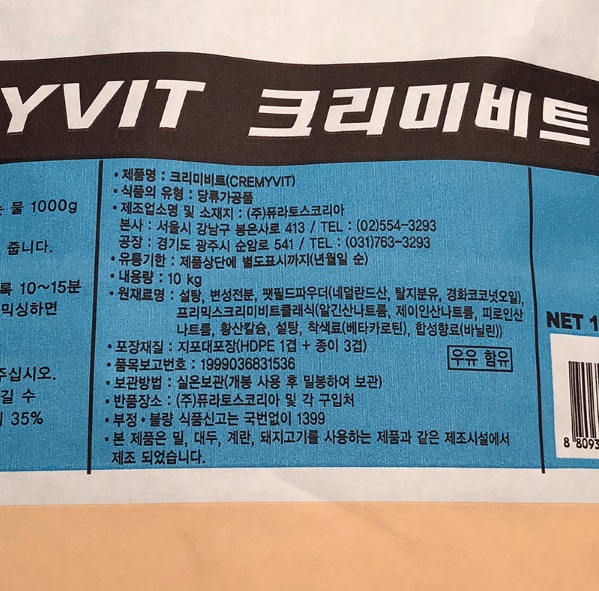 YVIT 크리미비트
는 물 1000g
줍니다.
록 10~15분
믹싱하면
주십시오.
길 수
35%
• 제품명 : 크리미비트(CREMYVIT)
• 식품의 유형 : 당류가공품
• 제조업소명 및 소재지 : (주)퓨라토스코리아
본사 : 서울시 강남구 봉은사로 413 / TEL : (02)554-3293
공장 : 경기도 광주시 순암로 541 / TEL : (031)763-3293
• 유통기한 : 제품상단에 별도표시까지(년월일 순)
• 내용량 : 10 kg
• 원재료명 : 설탕, 변성전분, 팻필드파우더(네덜란드산, 탈지분유, 경화코코넛오일),
프리믹스크리미비트클래식(알긴산나트륨, 제이인산나트륨, 피로인산
나트륨, 황산칼슘, 설탕, 착색료(베타카로틴), 합성향료(바닐린))
• 포장재질 : 지포대포장(HDPE 1겹 + 종이 3겹)
우유 함유
• 품목보고번호 : 1999036831536
• 보관방법 : 실온보관(개봉 사용 후 밀봉하여 보관)
• 반품장소 : (주)퓨라토스코리아 및 각 구입처
• 부정 • 불량 식품신고는 국번없이 1399
• 본 제품은 밀, 대두, 계란, 돼지고기를 사용하는 제품과 같은 제조시설에서
제조 되었습니다.
NET 1
8 8093